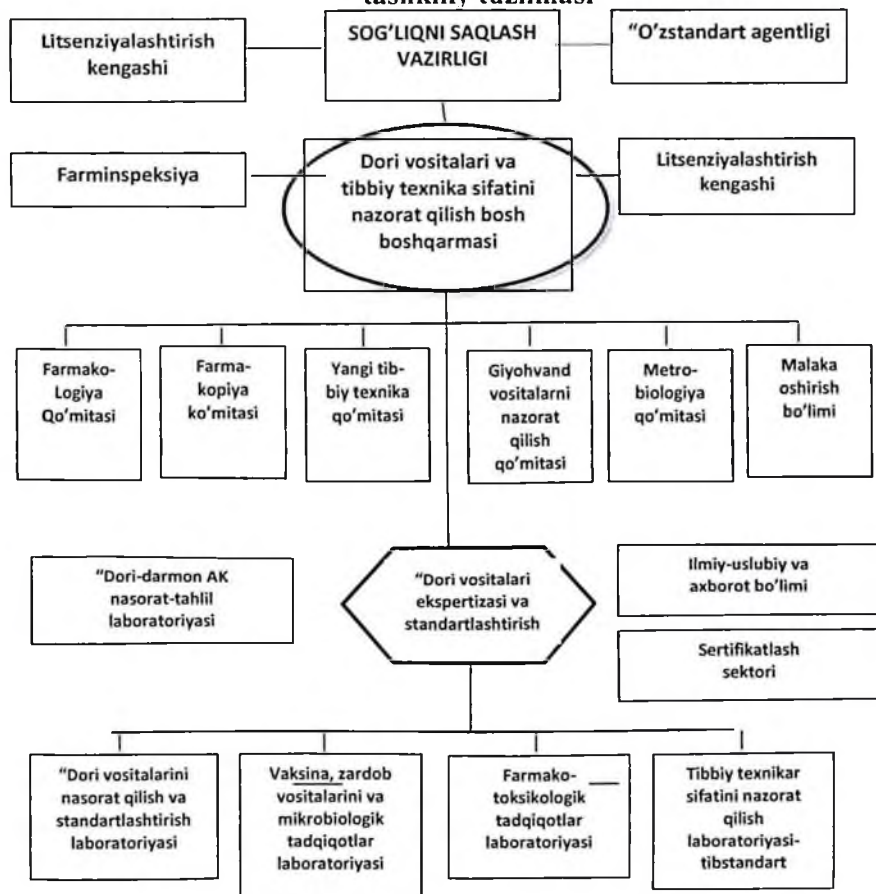 tashkiliy tuzilmasi
Litsenziyalashtirish
kengashi
SOG'LIQNI SAQLASH
VAZIRLIGI
“O'zstandart agentligi
Farminspeksiya
Dori vositalari va
tibbiy texnika sifatini
nazorat qilish bosh
boshqarmasi
Litsenziyalashtirish
kengashi
Farmako-
Logiya
Qo'mitasi
Farma-
kopiya
ko'mitasi
Yangi tib-
biy texnika
qo'mitasi
Giyohvand
vositalarni
nazorat
qilish
qo'mitasi
Metro-
biologiya
qo'mitasi
Malaka
oshirish
bo'limi
“Dori-darmon AK
nasorat-tahlil
laboratoriyasi
“Dori vositalari
ekspertizasi va
standartlashtirish
Ilmiy-uslubiy va
axborot bo'limi
Sertifikatlash
sektori
“Dori vositalarini
nasorat qilish va
standartlashtirish
laboratoriyasi
Vaksina, zardob
vositalarini va
mikrobiologik
tadqiqotlar
laboratoriyasi
Farmako-
toksikologik
tadqiqotlar
laboratoriyasi
Tibbiy texnikar
sifatini nazorat
qilish
laboratoriyasi-
tibstandart